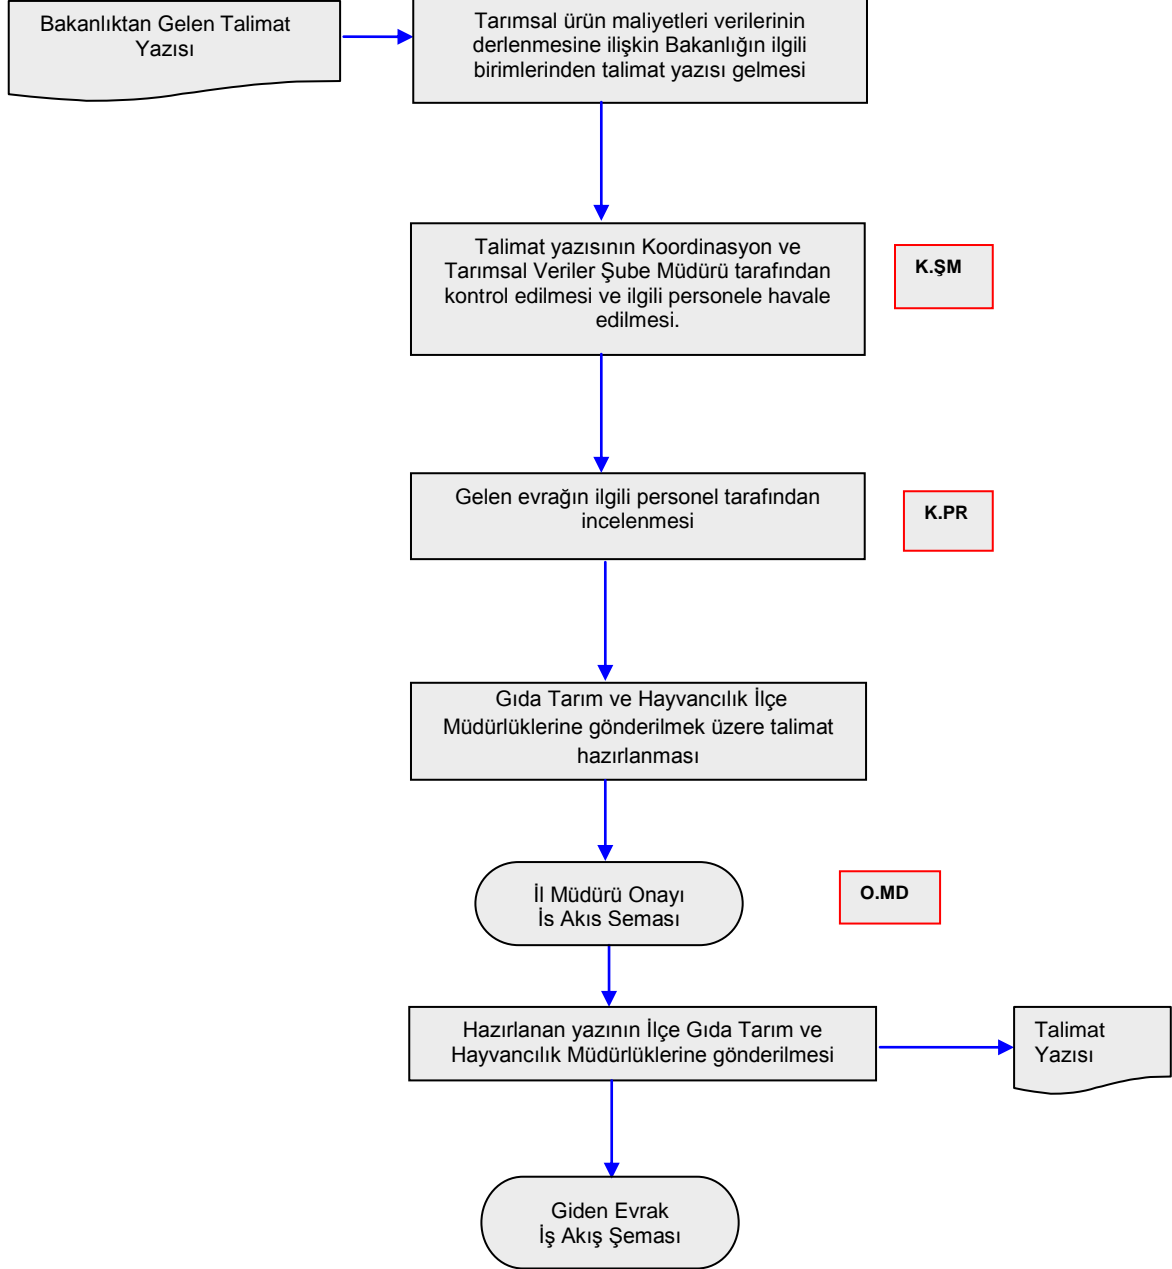 Bakanlıktan Gelen Talimat
Yazısı
Tarımsal ürün maliyetleri verilerinin
derlenmesine ilişkin Bakanlığın ilgili
birimlerinden talimat yazısı gelmesi
Talimat yazısının Koordinasyon ve
Tarımsal Veriler Şube Müdürü tarafından
kontrol edilmesi ve ilgili personele havale
edilmesi.
K.ŞM
Gelen evrağın ilgili personel tarafından
incelenmesi
K.PR
Gıda Tarım ve Hayvancılık İlçe
Müdürlüklerine gönderilmek üzere talimat
hazırlanması
İl Müdürü Onayı
İs Akıs Seması
O.MD
Hazırlanan yazının İlçe Gıda Tarım ve
Hayvancılık Müdürlüklerine gönderilmesi
Talimat
Yazısı
Giden Evrak
İş Akış Şeması